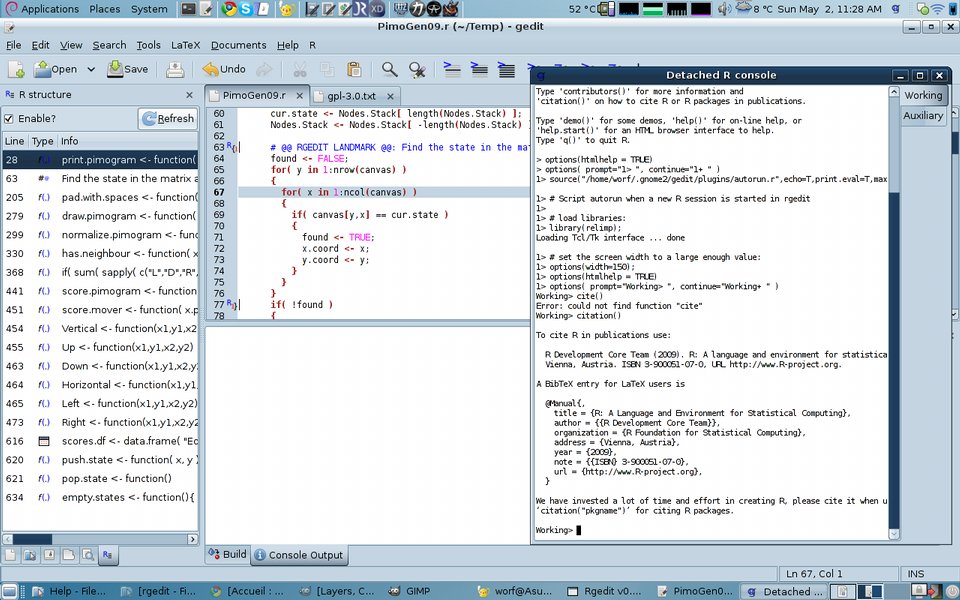 Applications Places System 52 °C 8 °C Sun May 2, 11:28 AM
PimoGen09.r (~/Temp) - gedit
File Edit View Search Tools LaTeX Documents Help R
Open Save Undo
R structure
Enable? Refresh
Line Type Info
28 f(.) print.pimogram <- function(
63 Find the state in the matrix a
205 f(.) pad.with.spaces <- function(
279 f(.) draw.pimogram <- function(
299 f(.) normalize.pimogram <- func
330 f(.) has.neighbour <- function( x
368 f(.) if( sum( sapply( c("L","D","R",
441 f(.) score.pimogram <- function(
451 f(.) score.mover <- function( x.p
454 f(.) Vertical <- function(x1,y1,x2
455 f(.) Up <- function(x1,y1,x2,y2)
463 f(.) Down <- function(x1,y1,x2,y
464 f(.) Horizontal <- function(x1,y1,
465 f(.) Left <- function(x1,y1,x2,y2)
473 f(.) Right <- function(x1,y1,x2,y2
616 scores.df <- data.frame( "Ec
620 f(.) push.state <- function( x, y )
621 f(.) pop.state <- function()
634 f(.) empty.states <- function(){
PimoGen09.r gpl-3.0.txt
60 cur.state <- Nodes.Stack[ length(Nodes.Stack) ];
61 Nodes.Stack <- Nodes.Stack[ -length(Nodes.Stack) ]
62
63 # @@ RGEDIT LANDMARK @@: Find the state in the mat
64 found <- FALSE;
65 for( y in 1:nrow(canvas) )
66 {
67 for( x in 1:ncol(canvas) )
68 {
69 if( canvas[y,x] == cur.state )
70 {
71 found <- TRUE;
72 x.coord <- x;
73 y.coord <- y;
74 }
75 }
76 }
77 if( !found )
78 {
Build Console Output
Detached R console
Working
Auxiliary
Type 'contributors()' for more information and
'citation()' on how to cite R or R packages in publications.
Type 'demo()' for some demos, 'help()' for on-line help, or
'help.start()' for an HTML browser interface to help.
Type 'q()' to quit R.
> options(htmlhelp = TRUE)
> options( prompt="1> ", continue="1+ " )
1> source("/home/worf/.gnome2/gedit/plugins/autorun.r",echo=T,print.eval=T,max
1> # Script autorun when a new R session is started in rgedit
1>
1> # load libraries:
1> library(relimp);
Loading Tcl/Tk interface ... done
1> # set the screen width to a large enough value:
1> options(width=150);
1> options(htmlhelp = TRUE)
1> options( prompt="Working> ", continue="Working+ " )
Working> cite()
Error: could not find function "cite"
Working> citation()
To cite R in publications use:
R Development Core Team (2009). R: A language and environment for statistica
Vienna, Austria. ISBN 3-900051-07-0, URL http://www.R-project.org.
A BibTeX entry for LaTeX users is
@Manual{,
title = {R: A Language and Environment for Statistical Computing},
author = {{R Development Core Team}},
organization = {R Foundation for Statistical Computing},
address = {Vienna, Austria},
year = {2009},
note = {{ISBN} 3-900051-07-0},
url = {http://www.R-project.org},
}
We have invested a lot of time and effort in creating R, please cite it when u
‘citation("pkgname")’ for citing R packages.
Working>
Ln 67, Col 1 INS
Help - File... [rgedit - File... [Accueil : ... [Layers, C... GIMP worf@Asu... Rgedit v0.... PimoGen0... Detached ...